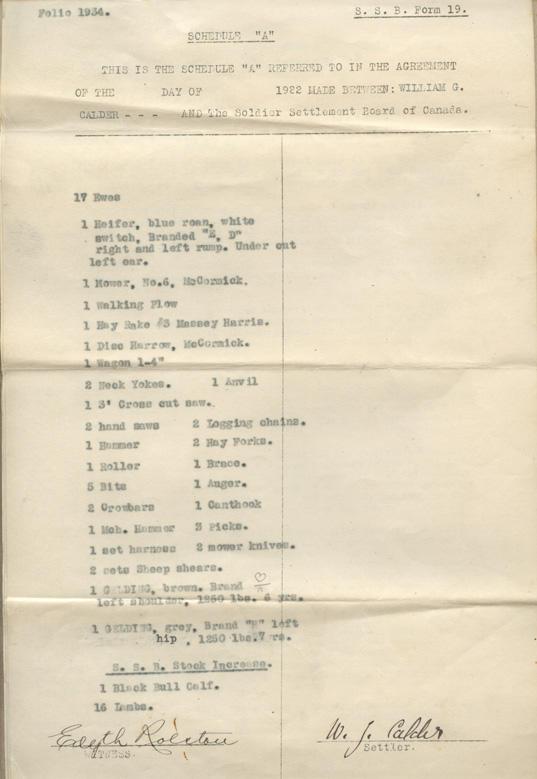 Folio 1934.
S. S. B. Form 19.
SCHEDULE "A"
THIS IS THE SCHEDULE "A" REFERRED TO IN THE AGREEMENT
OF THE DAY OF 1922 MADE BETWEEN: WILLIAM G.
CALDER - - - AND The Soldier Settlement Board of Canada.
17 Ewes
1 Heifer, blue roan, white
switch, Branded "E, D"
right and left rump. Under cut
left ear.
1 Mower, No.6, McCormick.
1 Walking Plow
1 Hay Rake #3 Massey Harris.
1 Disc Harrow, McCormick.
1 Wagon 1-4"
2 Neck Yokes. 1 Anvil
1 3' Cross cut saw.
2 hand saws 2 Logging chains.
1 Hammer 2 Hay Forks.
1 Roller 1 Brace.
5 Bits 1 Auger.
2 Crowbars 1 Canthook
1 Mch. Hammer 3 Picks.
1 set harness 2 mower knives.
2 sets Sheep shears.
1 GELDING, brown. Brand
left shoulder, 1250 lbs. 6 yrs.
1 GELDING, grey, Brand left
hip , 1250 lbs. 7 yrs.
S. S. B. Stock Increase.
1 Black Bull Calf.
16 Lambs.
Edyth Rolston
WITNESS.
W. G. Calder
Settler.